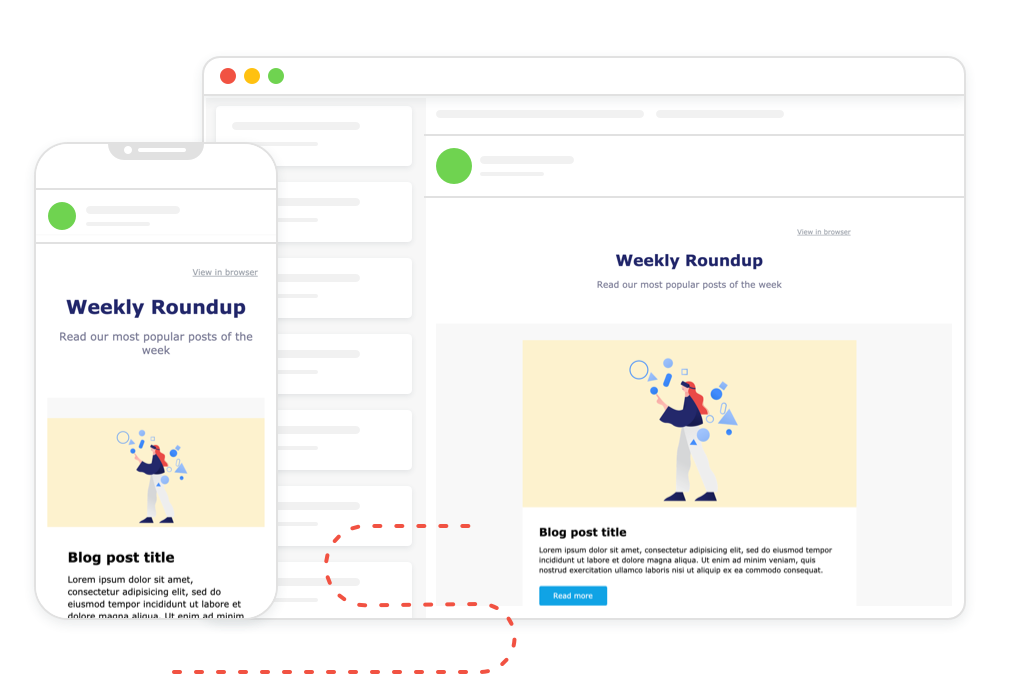 View in browser
Weekly Roundup
Read our most popular posts of the
week
Blog post title
Lorem ipsum dolor sit amet,
consectetur adipisicing elit, sed do
eiusmod tempor incididunt ut labore et
dolore magna aliqua. Ut enim ad minim
View in browser
Weekly Roundup
Read our most popular posts of the week
Blog post title
Lorem ipsum dolor sit amet, consectetur adipisicing elit, sed do eiusmod tempor
incididunt ut labore et dolore magna aliqua. Ut enim ad minim veniam, quis
nostrud exercitation ullamco laboris nisi ut aliquip ex ea commodo consequat.
Read more